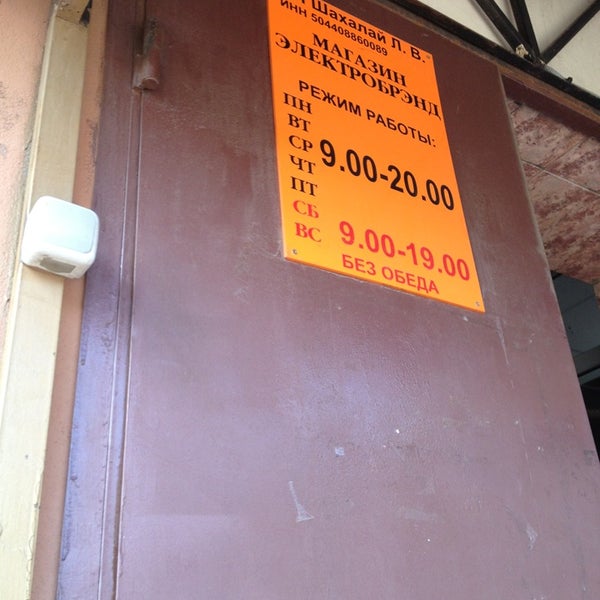 Шахалай Л. В.
ИНН 504408860089
МАГАЗИН
ЭЛЕКТРОБРЭНД
РЕЖИМ РАБОТЫ:
ПН
ВТ
СР 9.00-20.00
ЧТ
ПТ
СБ
ВС 9.00-19.00
БЕЗ ОБЕДА